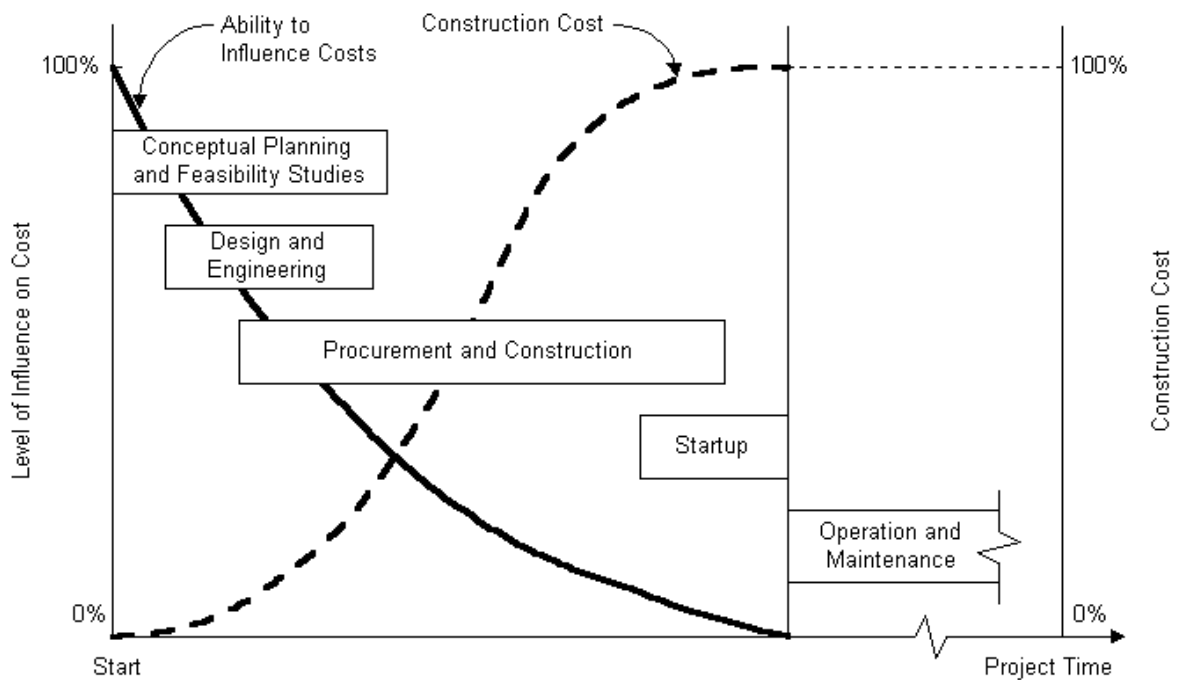 Ability to
Influence Costs
Construction Cost
100%
100%
Conceptual Planning
and Feasibility Studies
Design and
Engineering
Level of Influence on Cost
Construction Cost
Procurement and Construction
Startup
Operation and
Maintenance
0%
0%
Start
Project Time